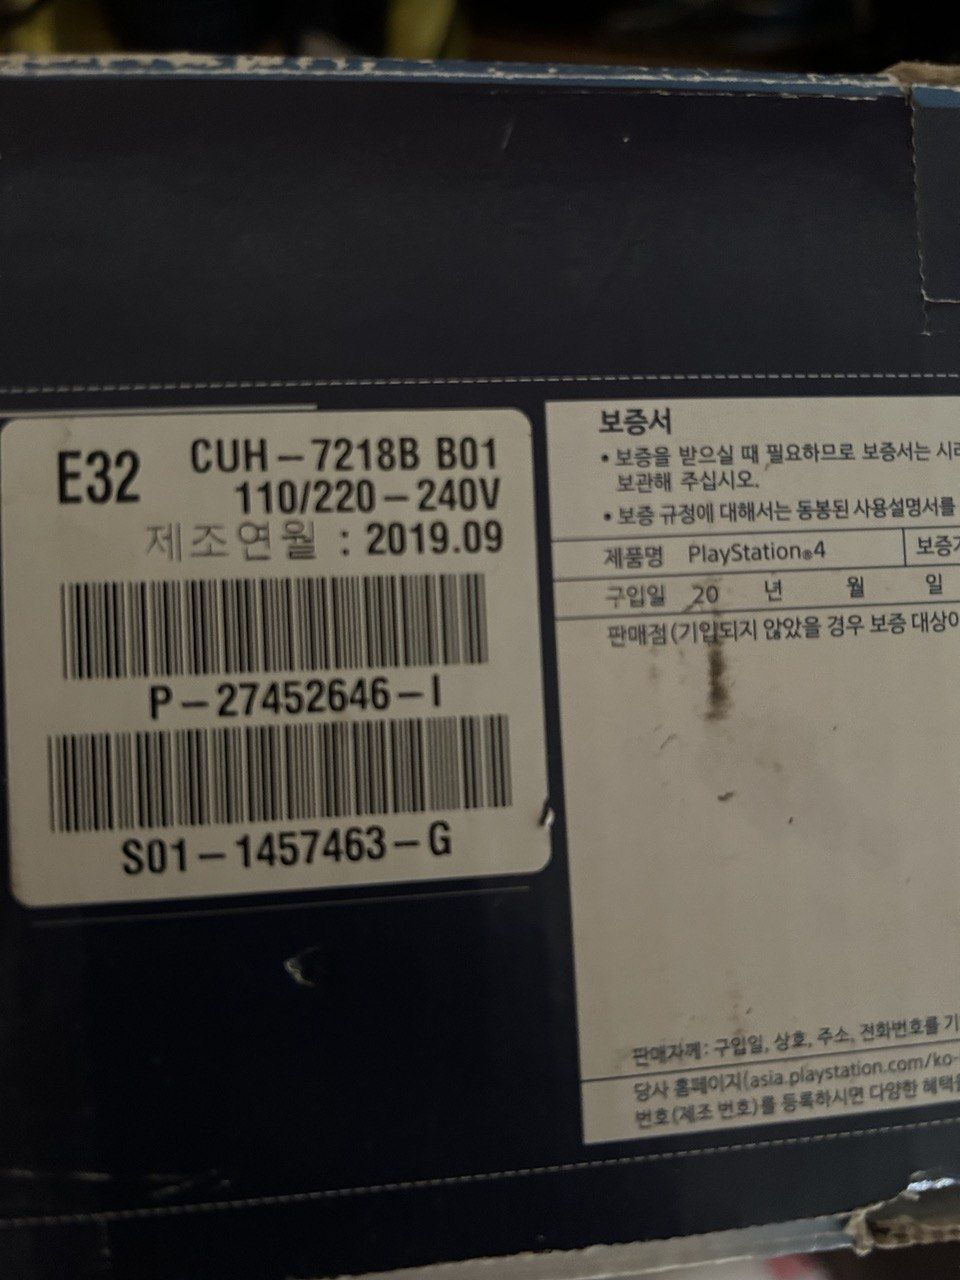 E32
CUH-7218B B01
110/220-240V
제조연월 : 2019.09
P-27452646-I
S01-1457463-G
보증서
• 보증을 받으실 때 필요하므로 보증서는
보관해 주십시오.
• 보증 규정에 대해서는 동봉된 사용설명서를
제품명 PlayStation®4
구입일 20 년 월 일
판매점(기입되지 않았을 경우 보증
판매자께: 구입일, 상호, 주소, 전화번호를
당사 홈페이지(asia.playstation.com/ko-
번호(제조 번호)를 등록하시면 다양한